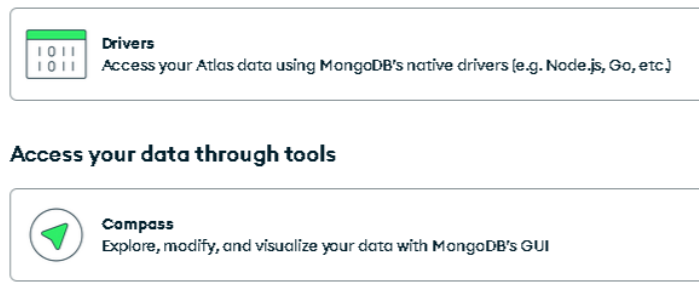 1011
1011
Drivers
Access your Atlas data using MongoDB's native drivers (e.g. Node.js, Go, etc.)
Access your data through tools
Compass
Explore, modify, and visualize your data with MongoDB's GUI